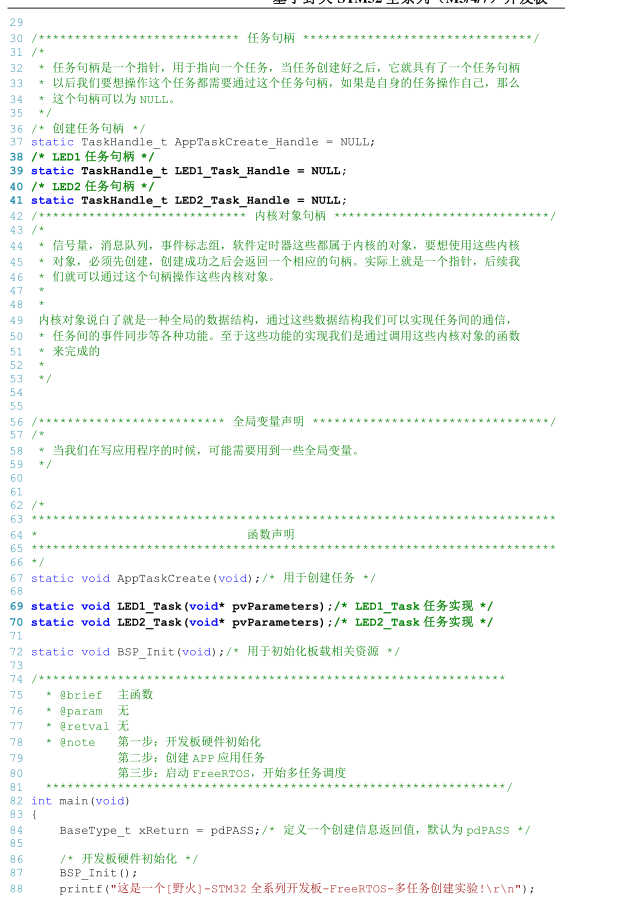 基于野火 STM32 全系列（M3/4/7）开发板
29
30 /**************************** 任务句柄 ********************************/
31 /*
32  * 任务句柄是一个指针，用于指向一个任务，当任务创建好之后，它就具有了一个任务句柄
33  * 以后我们要想操作这个任务都需要通过这个任务句柄，如果是自身的任务操作自己，那么
34  * 这个句柄可以为 NULL。
35  */
36 /* 创建任务句柄 */
37 static TaskHandle_t AppTaskCreate_Handle = NULL;
38 /* LED1 任务句柄 */
39 static TaskHandle_t LED1_Task_Handle = NULL;
40 /* LED2 任务句柄 */
41 static TaskHandle_t LED2_Task_Handle = NULL;
42 /***************************** 内核对象句柄 ******************************/
43 /*
44  * 信号量，消息队列，事件标志组，软件定时器这些都属于内核的对象，要想使用这些内核
45  * 对象，必须先创建，创建成功之后会返回一个相应的句柄。实际上就是一个指针，后续我
46  * 们就可以通过这个句柄操作这些内核对象。
47  *
48  *
49  内核对象说白了就是一种全局的数据结构，通过这些数据结构我们可以实现任务间的通信，
50  * 任务间的事件同步等各种功能。至于这些功能的实现我们是通过调用这些内核对象的函数
51  * 来完成的
52  *
53  */
54
55
56 /************************** 全局变量声明 *********************************/
57 /*
58  * 当我们在写应用程序的时候，可能需要用到一些全局变量。
59  */
60
61
62 /*
63 *************************************************************************
64 *                             函数声明
65 *************************************************************************
66 */
67 static void AppTaskCreate(void);/* 用于创建任务 */
68
69 static void LED1_Task(void* pvParameters);/* LED1_Task 任务实现 */
70 static void LED2_Task(void* pvParameters);/* LED2_Task 任务实现 */
71
72 static void BSP_Init(void);/* 用于初始化板载相关资源 */
73
74 /*****************************************************************
75   * @brief  主函数
76   * @param  无
77   * @retval 无
78   * @note   第一步：开发板硬件初始化
79             第二步：创建 APP 应用任务
80             第三步：启动 FreeRTOS，开始多任务调度
81   ****************************************************************/
82 int main(void)
83 {
84     BaseType_t xReturn = pdPASS;/* 定义一个创建信息返回值，默认为 pdPASS */
85
86     /* 开发板硬件初始化 */
87     BSP_Init();
88     printf("这是一个[野火]-STM32 全系列开发板-FreeRTOS-多任务创建实验!\r\n");